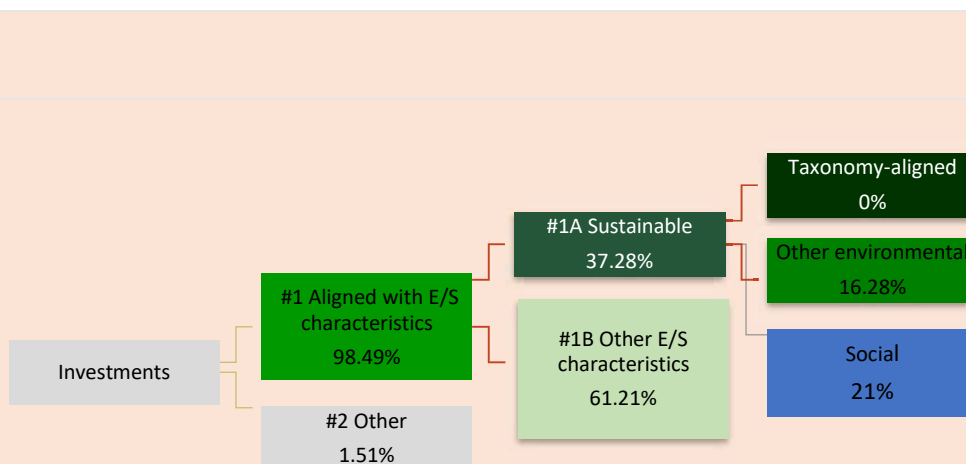 Investments
#1 Aligned with E/S
characteristics
98.49%
#2 Other
1.51%
#1A Sustainable
37.28%
#1B Other E/S
characteristics
61.21%
Taxonomy-aligned
0%
Other environmental
16.28%
Social
21%